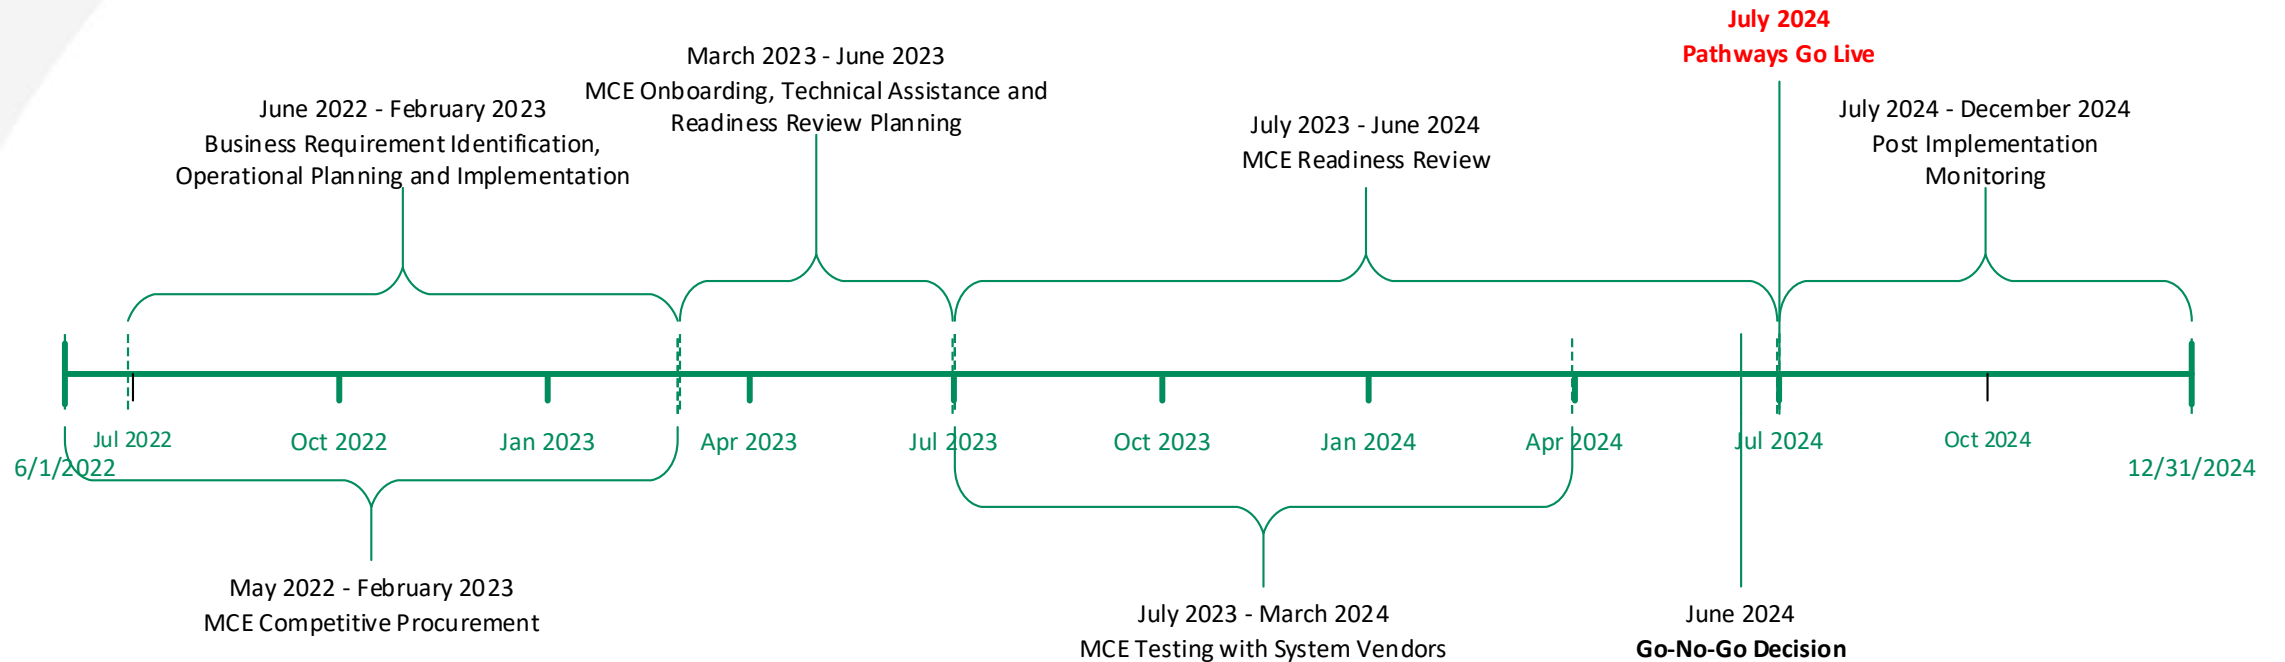 July 2024
Pathways Go Live
March 2023 - June 2023
MCE Onboarding, Technical Assistance and
Readiness Review Planning
June 2022 - February 2023
Business Requirement Identification,
Operational Planning and Implementation
July 2023 - June 2024
MCE Readiness Review
July 2024 - December 2024
Post Implementation
Monitoring
Jul 2022
Oct 2022
Jan 2023
Apr 2023
Jul 2023
Oct 2023
Jan 2024
Apr 2024
Jul 2024
Oct 2024
6/1/2022
12/31/2024
May 2022 - February 2023
MCE Competitive Procurement
July 2023 - March 2024
MCE Testing with System Vendors
June 2024
Go-No-Go Decision